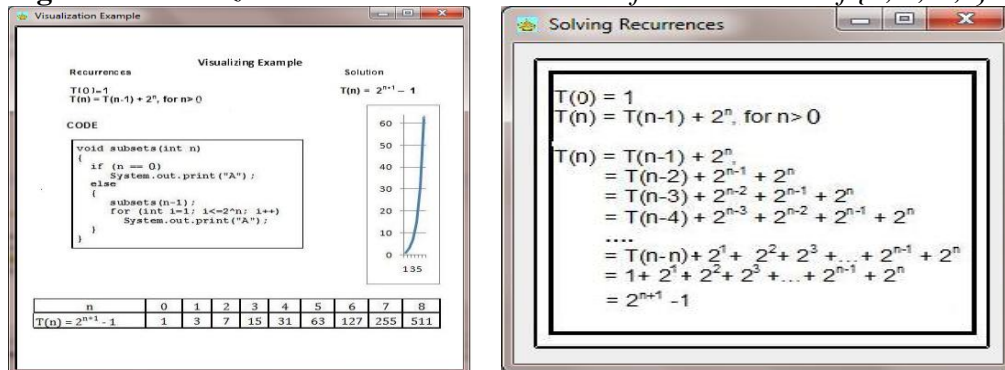 Visualization Example
Visualizing Example
Recurrences
Solution
T(0)=1
T(n) = T(n-1) + 2ⁿ, for n> 0
T(n) = 2ⁿ⁺¹ – 1
CODE
void subsets(int n)
{
if (n == 0)
System.out.print("A");
else
{
subsets(n-1);
for (int i=1; i<=2^n; i++)
System.out.print("A");
}
}
60
50
40
30
20
10
0
135
n 0 1 2 3 4 5 6 7 8
T(n) = 2ⁿ⁺¹ - 1 1 3 7 15 31 63 127 255 511
Solving Recurrences
T(0) = 1
T(n) = T(n-1) + 2ⁿ, for n> 0
T(n) = T(n-1) + 2ⁿ,
= T(n-2) + 2ⁿ⁻¹ + 2ⁿ
= T(n-3) + 2ⁿ⁻² + 2ⁿ⁻¹ + 2ⁿ
= T(n-4) + 2ⁿ⁻³ + 2ⁿ⁻² + 2ⁿ⁻¹ + 2ⁿ
....
= T(n-n)+ 2¹+ 2²+ 2³ +...+ 2ⁿ⁻¹ + 2ⁿ
= 1+ 2¹+ 2²+ 2³ +...+ 2ⁿ⁻¹ + 2ⁿ
= 2ⁿ⁺¹ -1